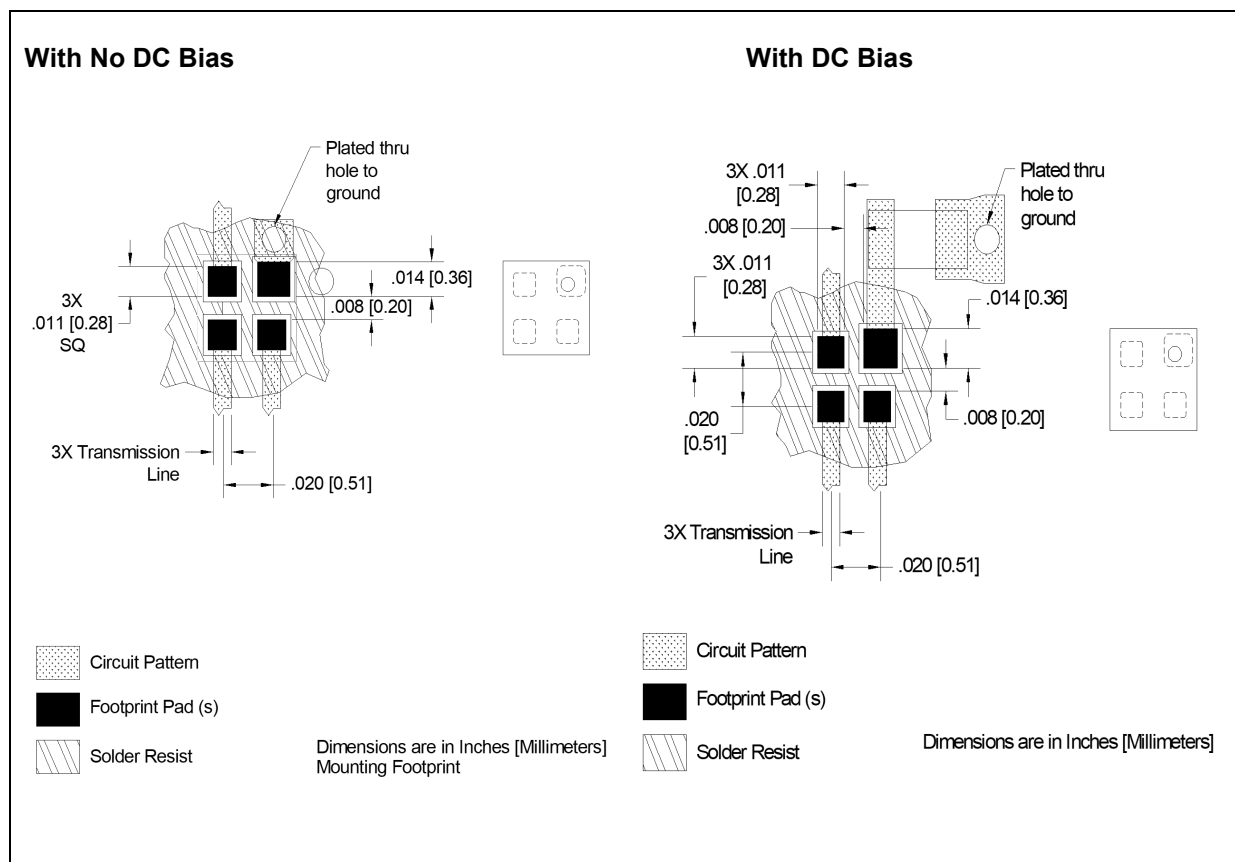 With No DC Bias
Plated thru
hole to
ground
.014 [0.36]
.008 [0.20]
3X
.011 [0.28]
SQ
3X Transmission
Line
.020 [0.51]
Circuit Pattern
Footprint Pad (s)
Solder Resist
Dimensions are in Inches [Millimeters]
Mounting Footprint
With DC Bias
3X .011
[0.28]
Plated thru
hole to
ground
.008 [0.20]
3X .011
[0.28]
.014 [0.36]
.020
[0.51]
.008 [0.20]
3X Transmission
Line
.020 [0.51]
Circuit Pattern
Footprint Pad (s)
Solder Resist
Dimensions are in Inches [Millimeters]